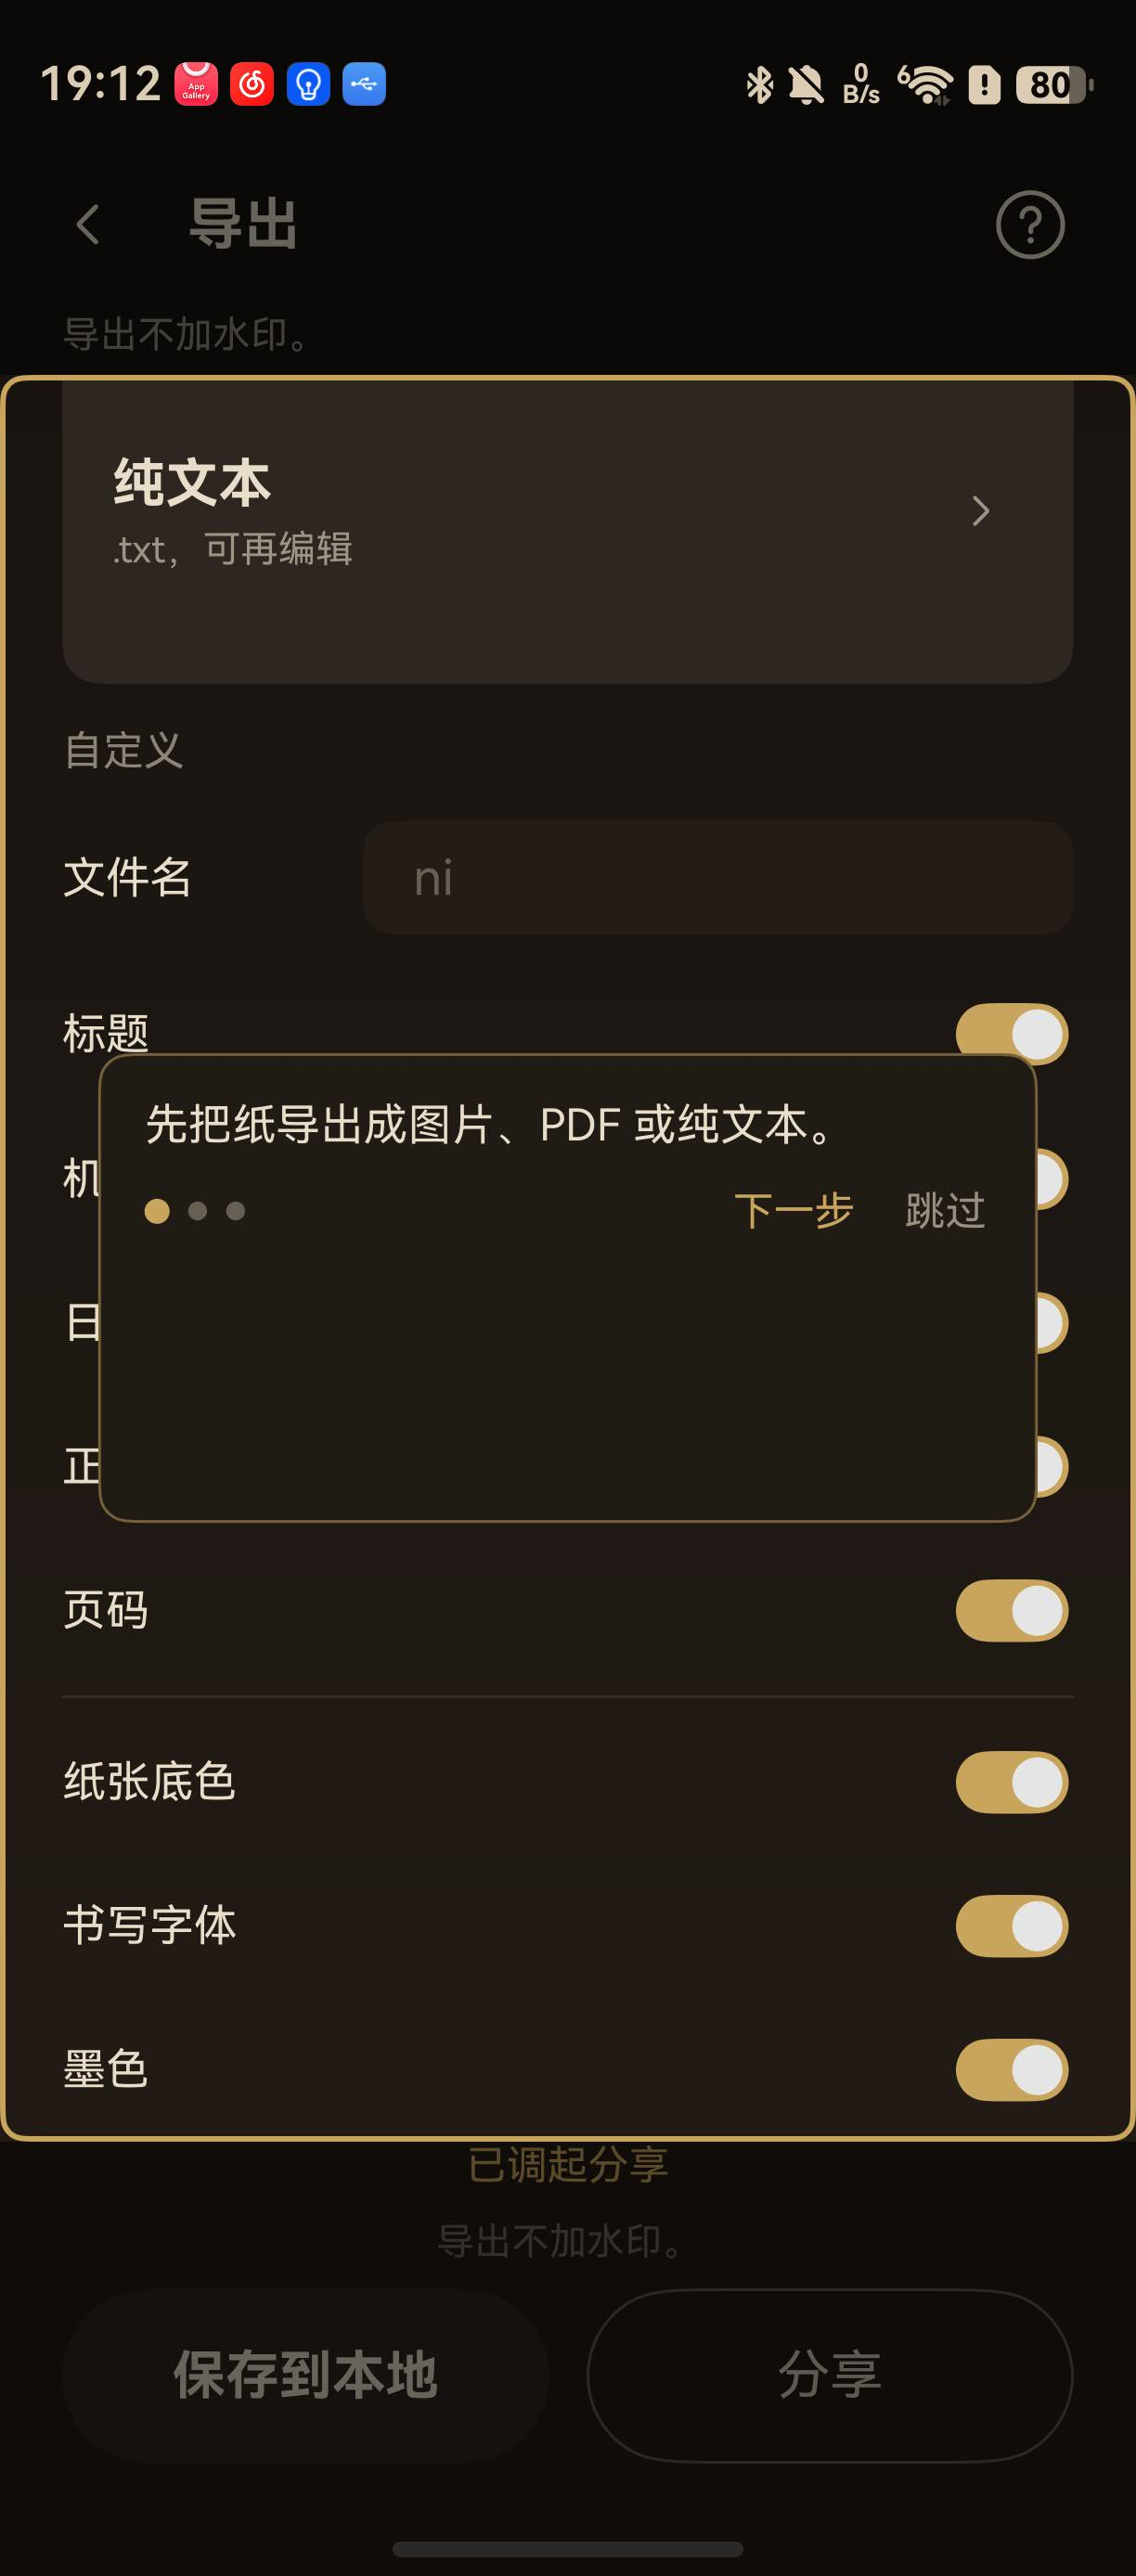 19:12
App
Gallery
0
B/s
6
80
导出
导出不加水印。
纯文本
.txt，可再编辑
自定义
文件名
ni
标题
先把纸导出成图片、PDF 或纯文本。
机
下一步
跳过
日
正
页码
纸张底色
书写字体
墨色
已调起分享
导出不加水印。
保存到本地
分享